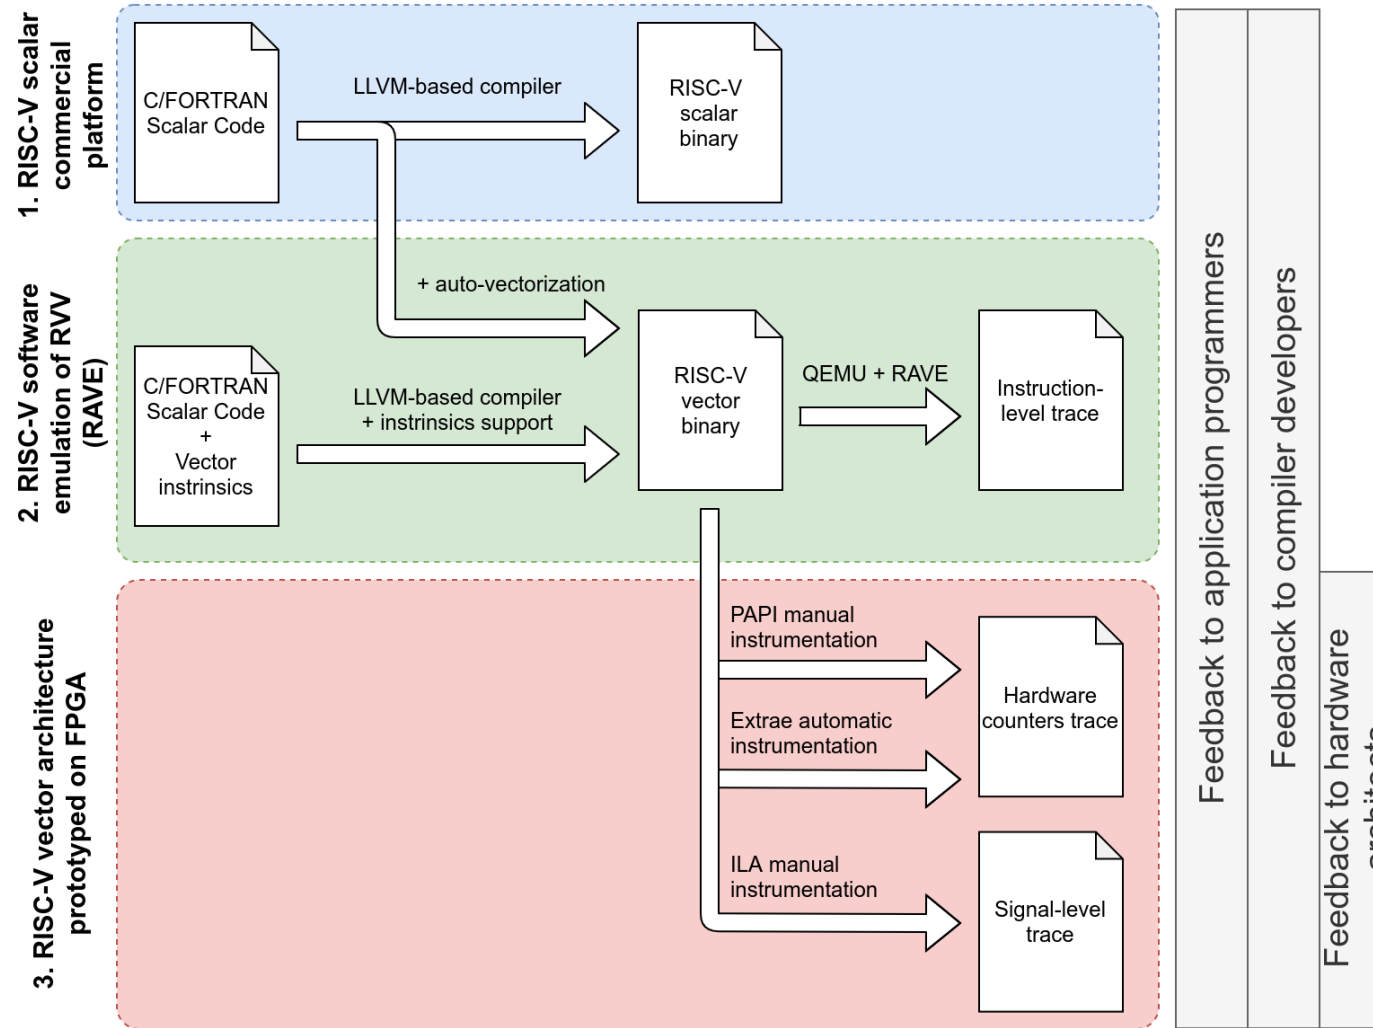 1. RISC-V scalar
commercial
platform
C/FORTRAN
Scalar Code
LLVM-based compiler
RISC-V
scalar
binary
2. RISC-V software
emulation of RVV
(RAVE)
+ auto-vectorization
C/FORTRAN
Scalar Code
+
Vector
instrinsics
LLVM-based compiler
+ instrinsics support
RISC-V
vector
binary
QEMU + RAVE
Instruction-
level trace
3. RISC-V vector architecture
prototyped on FPGA
PAPI manual
instrumentation
Extrae automatic
instrumentation
Hardware
counters trace
ILA manual
instrumentation
Signal-level
trace
Feedback to application programmers
Feedback to compiler developers
Feedback to hardware